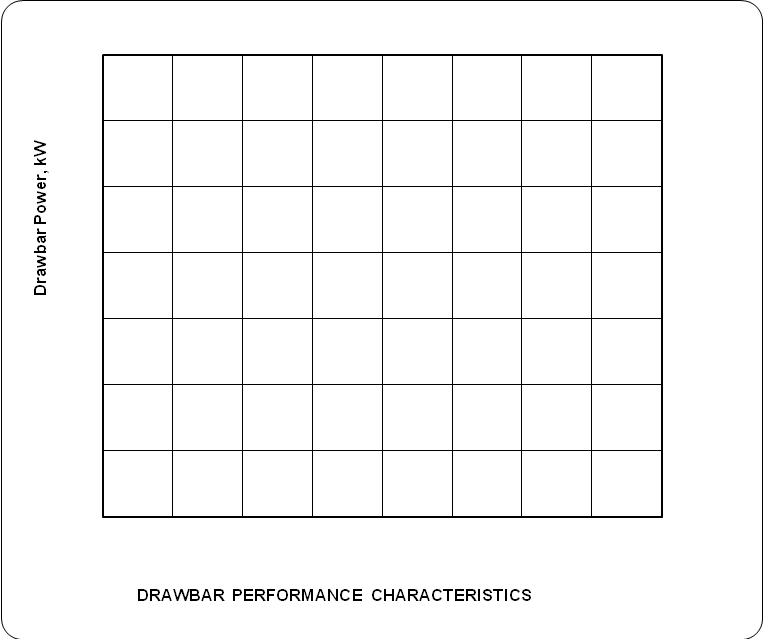 Drawbar Power, kW
DRAWBAR PERFORMANCE CHARACTERISTICS